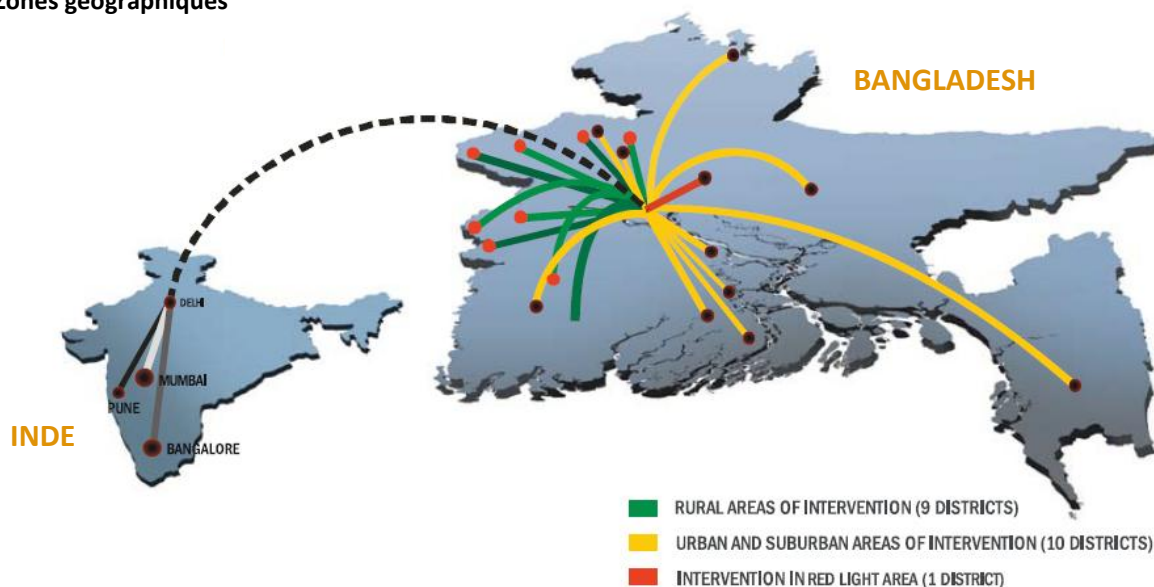 zones géographiques
BANGLADESH
DELHI
MUMBAI
PUNE
INDE
BANGALORE
RURAL AREAS OF INTERVENTION (9 DISTRICTS)
URBAN AND SUBURBAN AREAS OF INTERVENTION (10 DISTRICTS)
INTERVENTION IN RED LIGHT AREA (1 DISTRICT)